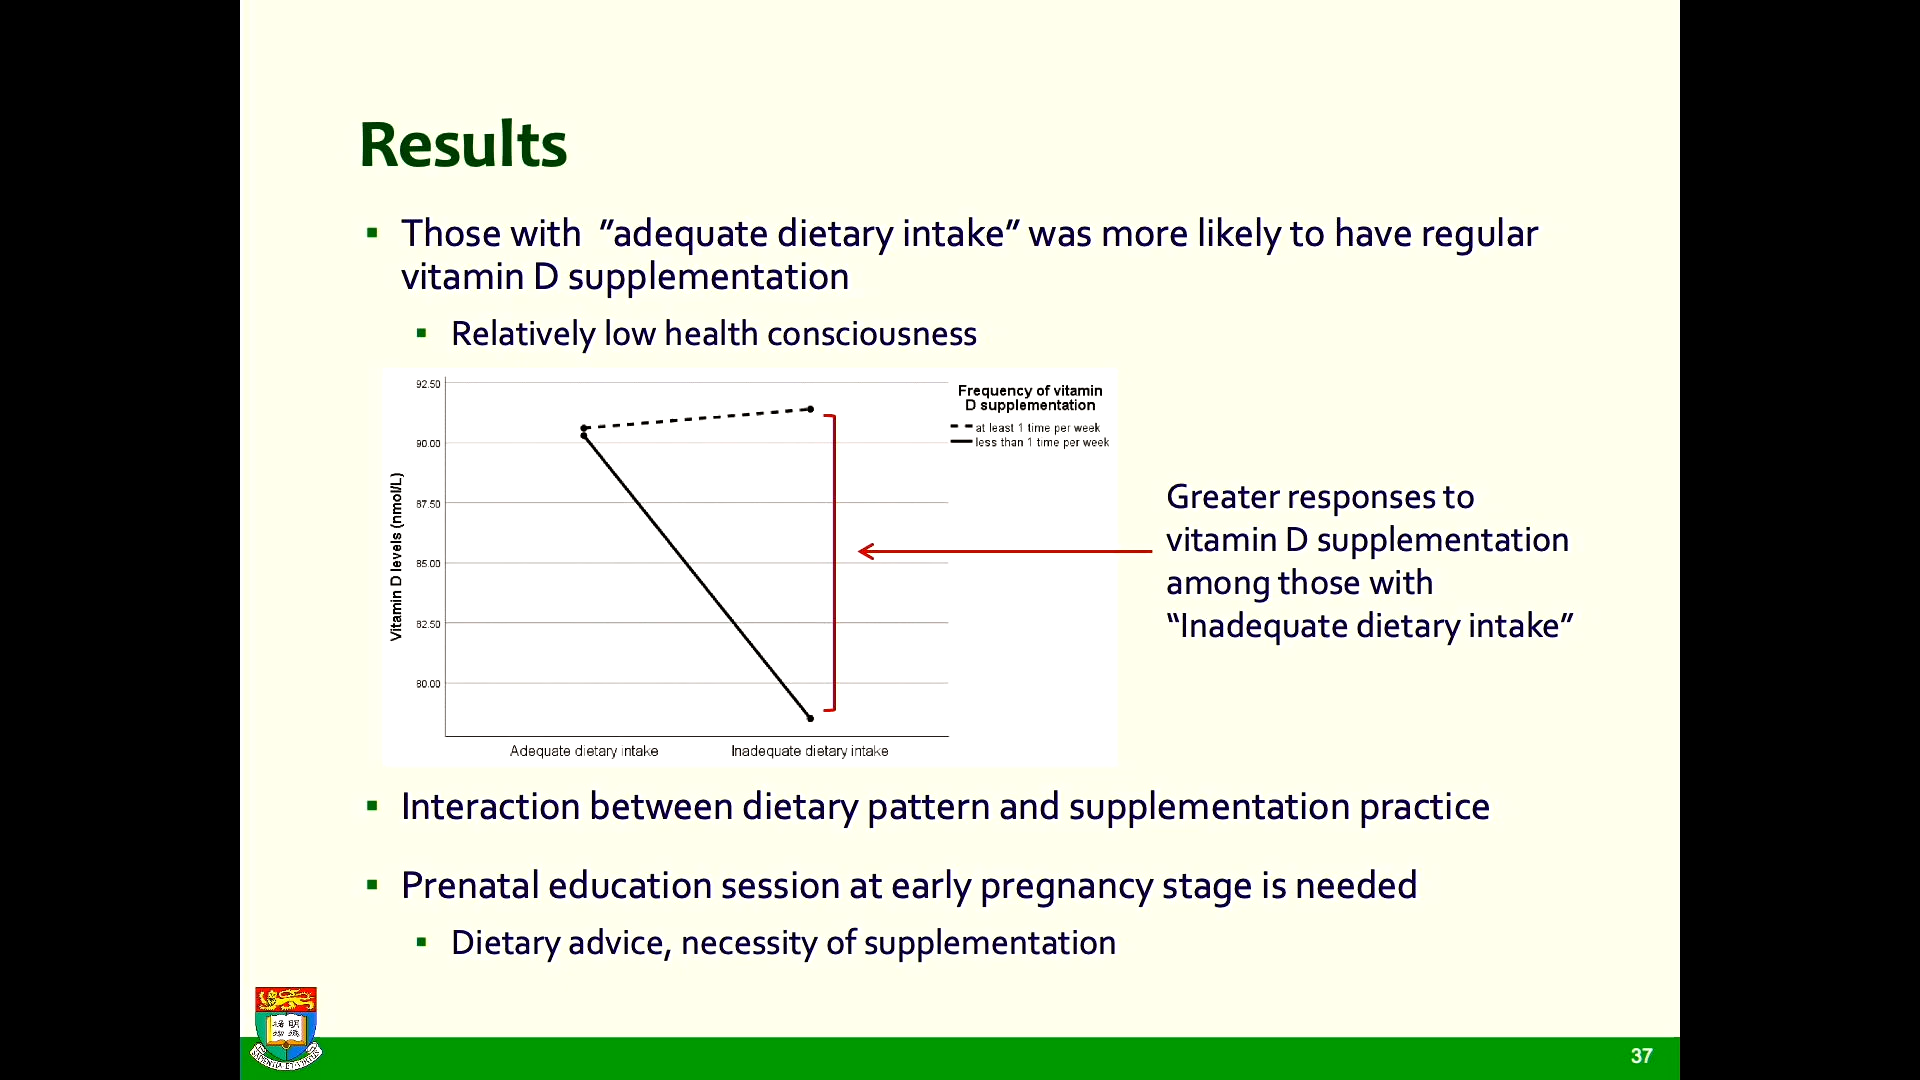 Results
Those with ”adequate dietary intake” was more likely to have regular
vitamin D supplementation
Relatively low health consciousness
92.50
90.00
87.50
85.00
82.50
80.00
Vitamin D levels (nmol/L)
Adequate dietary intake
Inadequate dietary intake
Frequency of vitamin
D supplementation
at least 1 time per week
less than 1 time per week
Greater responses to
vitamin D supplementation
among those with
“Inadequate dietary intake”
Interaction between dietary pattern and supplementation practice
Prenatal education session at early pregnancy stage is needed
Dietary advice, necessity of supplementation
37